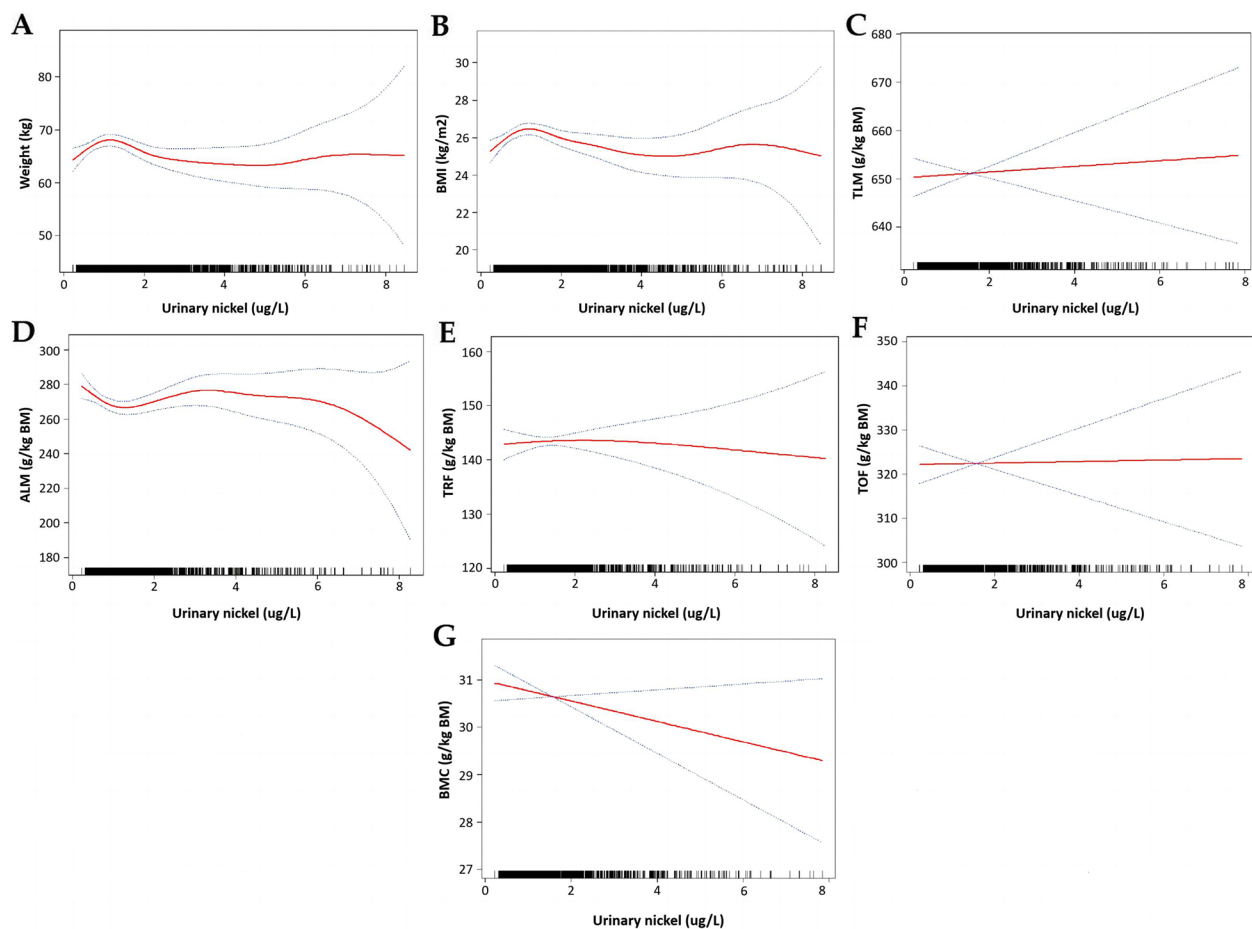 A
Weight (kg)
80
70
60
50
0 2 4 6 8
Urinary nickel (ug/L)
B
BMI (kg/m2)
30
28
26
24
22
20
0 2 4 6 8
Urinary nickel (ug/L)
C
TLM (g/kg BM)
680
670
660
650
640
0 2 4 6 8
Urinary nickel (ug/L)
D
ALM (g/kg BM)
300
280
260
240
220
200
180
0 2 4 6 8
Urinary nickel (ug/L)
E
TRF (g/kg BM)
160
150
140
130
120
0 2 4 6 8
Urinary nickel (ug/L)
F
TOF (g/kg BM)
350
340
330
320
310
300
0 2 4 6 8
Urinary nickel (ug/L)
G
BMC (g/kg BM)
31
30
29
28
27
0 2 4 6 8
Urinary nickel (ug/L)